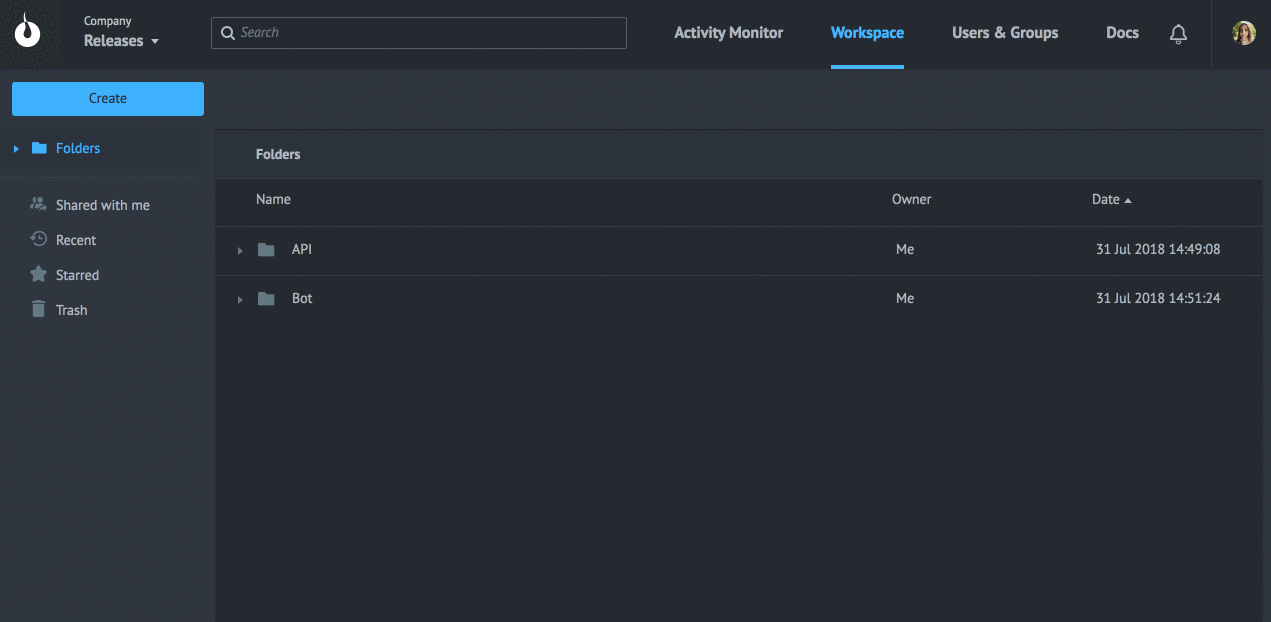 Company
Releases
Search
Activity Monitor
Workspace
Users & Groups
Docs
Create
Folders
Shared with me
Recent
Starred
Trash
Folders
Name Owner Date
API Me 31 Jul 2018 14:49:08
Bot Me 31 Jul 2018 14:51:24